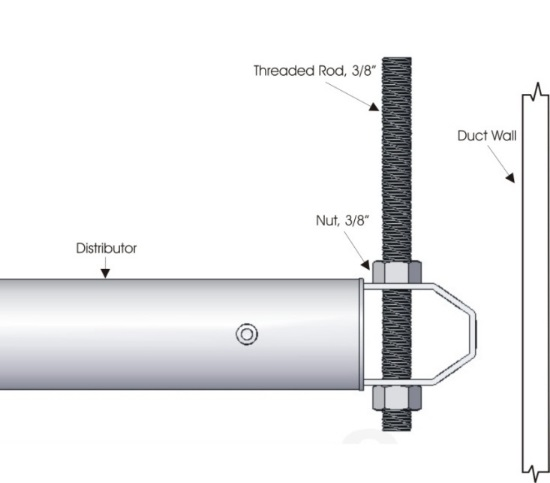 Threaded Rod, 3/8"
Duct Wall
Nut, 3/8"
Distributor